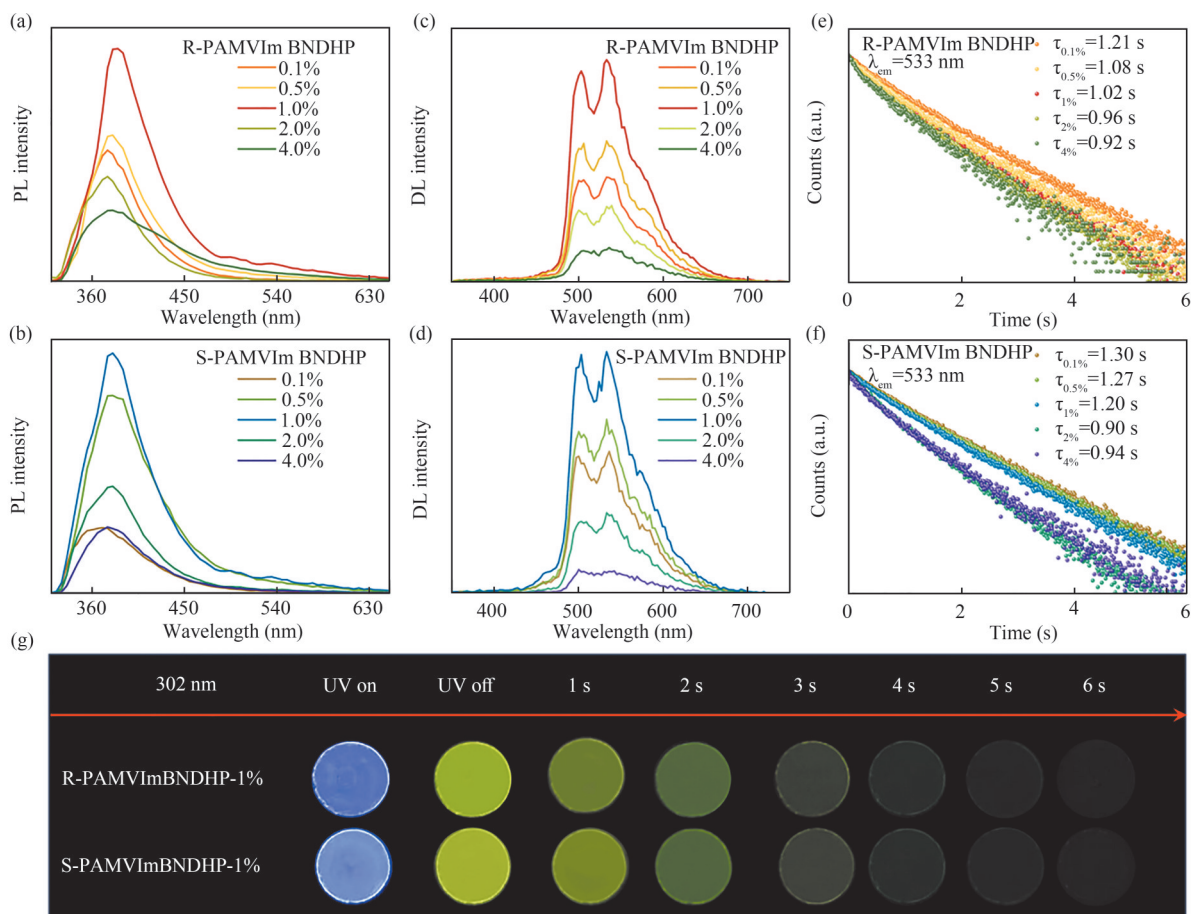 (a)
R-PAMVIm BNDHP
0.1%
0.5%
1.0%
2.0%
4.0%
PL intensity
360 450 540 630
Wavelength (nm)
(c)
R-PAMVIm BNDHP
0.1%
0.5%
1.0%
2.0%
4.0%
DL intensity
400 500 600 700
Wavelength (nm)
(e)
R-PAMVIm BNDHP
λem=533 nm
τ0.1%=1.21 s
τ0.5%=1.08 s
τ1%=1.02 s
τ2%=0.96 s
τ4%=0.92 s
Counts (a.u.)
0 2 4 6
Time (s)
(b)
S-PAMVIm BNDHP
0.1%
0.5%
1.0%
2.0%
4.0%
PL intensity
360 450 540 630
Wavelength (nm)
(d)
S-PAMVIm BNDHP
0.1%
0.5%
1.0%
2.0%
4.0%
DL intensity
400 500 600 700
Wavelength (nm)
(f)
S-PAMVIm BNDHP
λem=533 nm
τ0.1%=1.30 s
τ0.5%=1.27 s
τ1%=1.20 s
τ2%=0.90 s
τ4%=0.94 s
Counts (a.u.)
0 2 4 6
Time (s)
(g)
302 nm UV on UV off 1 s 2 s 3 s 4 s 5 s 6 s
R-PAMVImBNDHP-1%
S-PAMVImBNDHP-1%